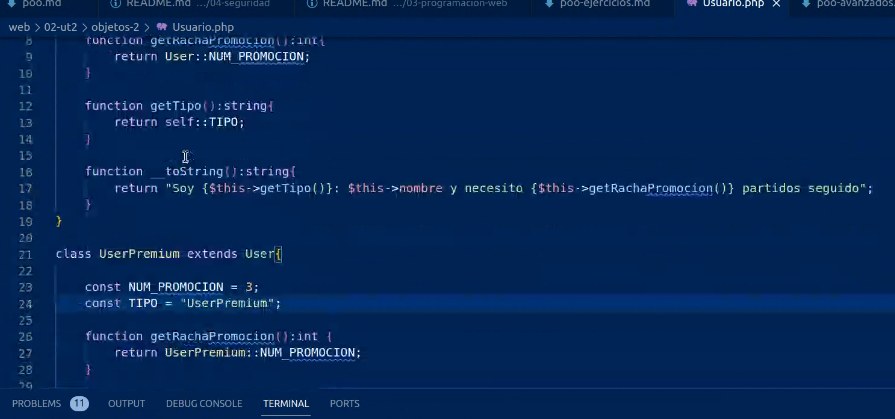 poo.md README.md .../04-seguridad README.md .../03-programacion-web poo-ejercicios.md Usuario.php × poo-avanzados.
web > 02-ut2 > objetos-2 > Usuario.php
8 function getRachaPromocion():int{
9 return User::NUM_PROMOCION;
10 }
11
12 function getTipo():string{
13 return self::TIPO;
14 }
15
16 function __toString():string{
17 return "Soy {$this->getTipo()}: $this->nombre y necesito {$this->getRachaPromocion()} partidos seguido";
18 }
19 }
20
21 class UserPremium extends User{
22
23 const NUM_PROMOCION = 3;
24 const TIPO = "UserPremium";
25
26 function getRachaPromocion():int {
27 return UserPremium::NUM_PROMOCION;
28 }
29
PROBLEMS 11 OUTPUT DEBUG CONSOLE TERMINAL PORTS